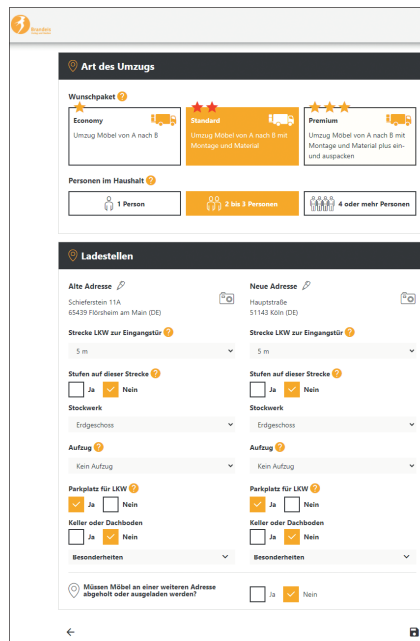 Brandeis
Art des Umzugs
Wunschpaket
Economy
Umzug Möbel von A nach B
Standard
Umzug Möbel von A nach B mit
Montage und Material
Premium
Umzug Möbel von A nach B mit
Montage und Material plus ein-
und auspacken
Personen im Haushalt
1 Person
2 bis 3 Personen
4 oder mehr Personen
Ladestellen
Alte Adresse
Schieferstein 11A
65439 Flörsheim am Main (DE)
Strecke LKW zur Eingangstür
5 m
Stufen auf dieser Strecke
Ja Nein
Stockwerk
Erdgeschoss
Aufzug
Kein Aufzug
Parkplatz für LKW
Ja Nein
Keller oder Dachboden
Ja Nein
Besonderheiten
Neue Adresse
Hauptstraße
51143 Köln (DE)
Strecke LKW zur Eingangstür
5 m
Stufen auf dieser Strecke
Ja Nein
Stockwerk
Erdgeschoss
Aufzug
Kein Aufzug
Parkplatz für LKW
Ja Nein
Keller oder Dachboden
Ja Nein
Besonderheiten
Müssen Möbel an einer weiteren Adresse
abgeholt oder ausgeladen werden?
Ja Nein